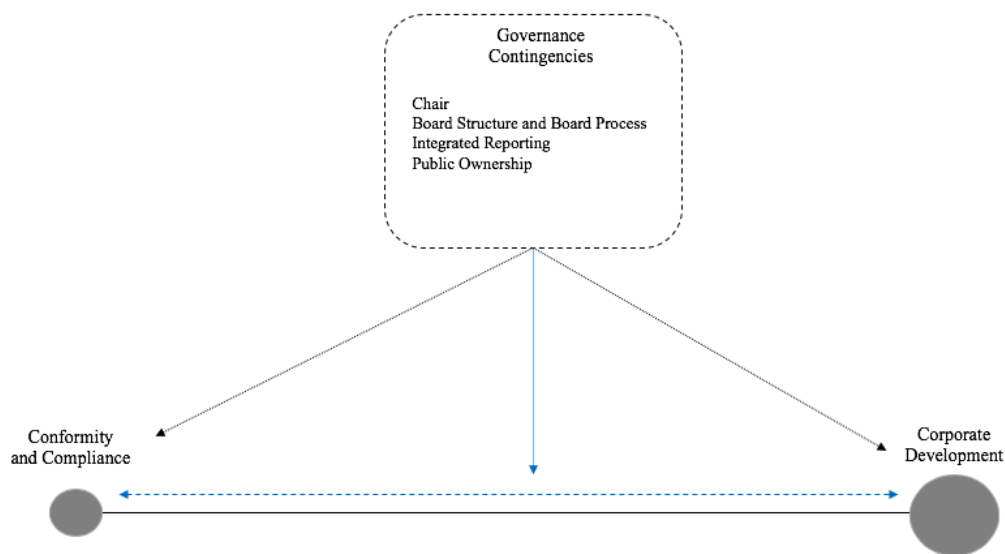 Governance
Contingencies
Chair
Board Structure and Board Process
Integrated Reporting
Public Ownership
Conformity
and Compliance
Corporate
Development